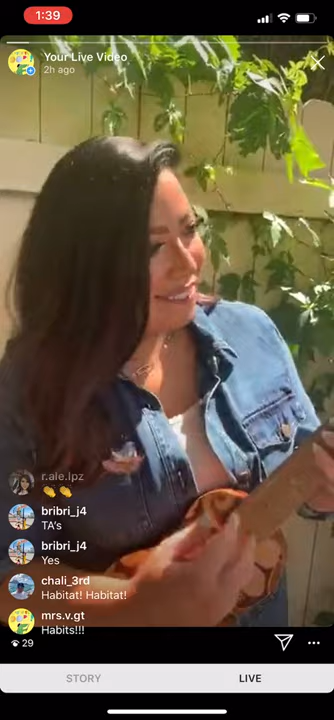 1:39
Your Live Video
2h ago
r.ale.lpz
👏👏
bribri_j4
TA's
bribri_j4
Yes
chali_3rd
Habitat! Habitat!
mrs.v.gt
Habits!!!
29
STORY
LIVE